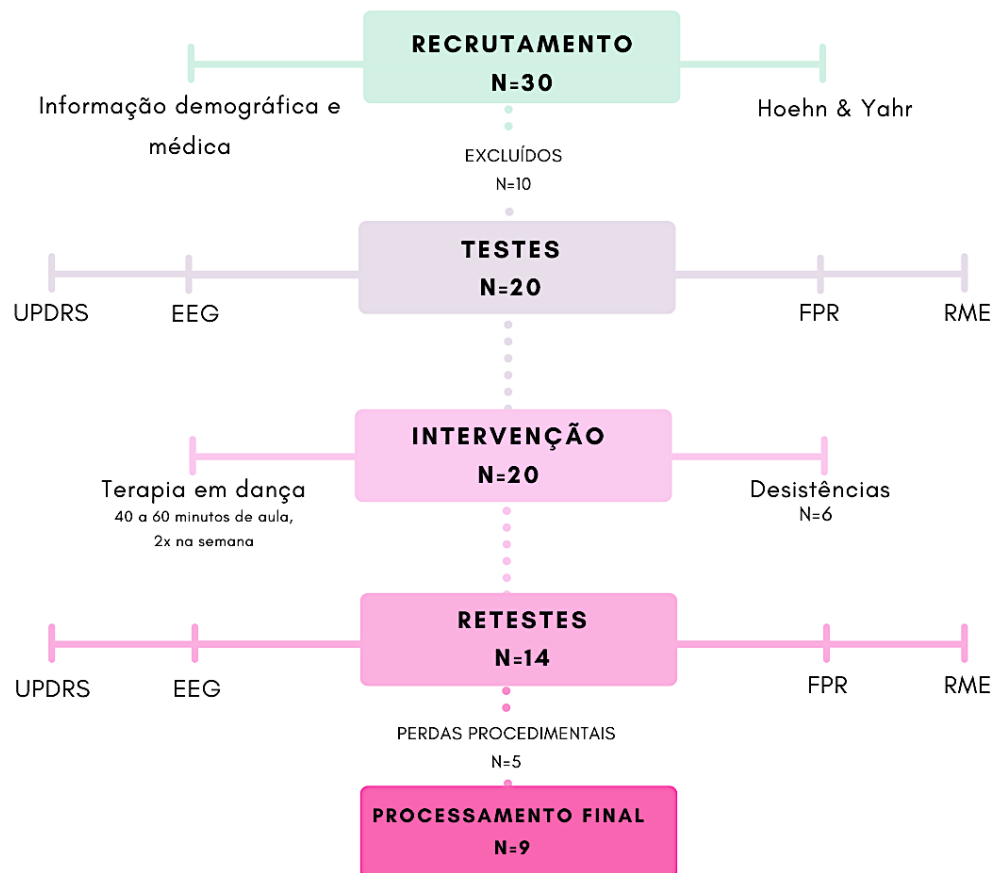 RECRUTAMENTO
N=30
Informação demográfica e
médica
Hoehn & Yahr
EXCLUÍDOS
N=10
TESTES
N=20
UPDRS
EEG
FPR
RME
INTERVENÇÃO
N=20
Terapia em dança
40 a 60 minutos de aula,
2x na semana
Desistências
N=6
RETESTES
N=14
UPDRS
EEG
FPR
RME
PERDAS PROCEDIMENTAIS
N=5
PROCESSAMENTO FINAL
N=9